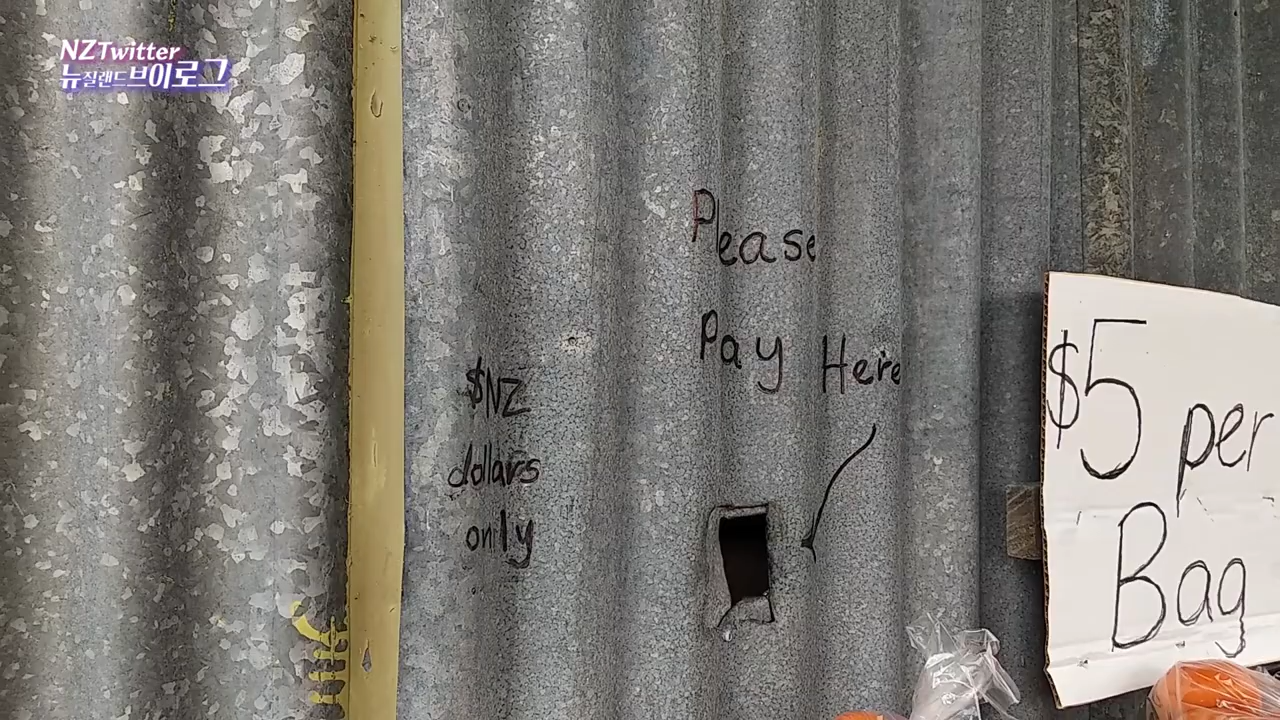 NZTwitter
뉴질랜드브이로그
Please
Pay Here
$NZ
dollars
only
$5 per
Bag